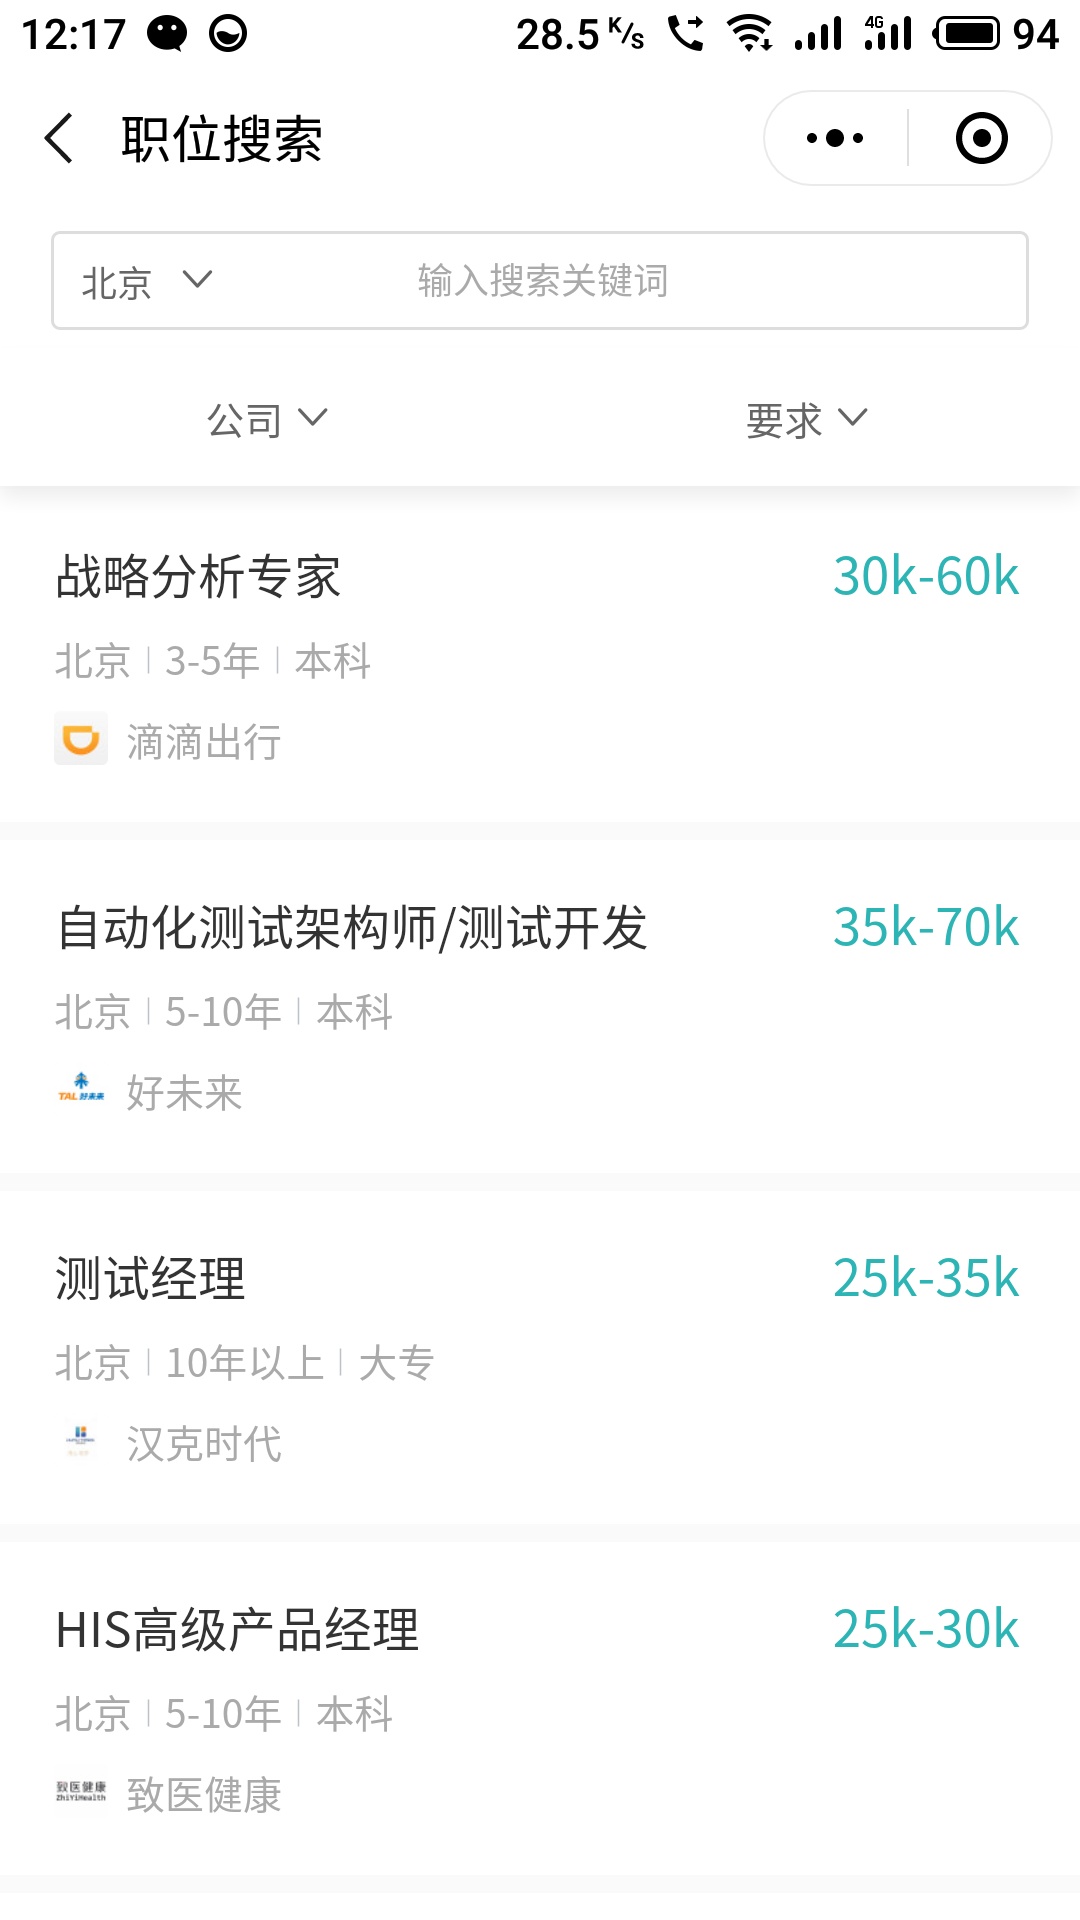 12:17 28.5 K/s 4G 94
职位搜索
北京 输入搜索关键词
公司 要求
战略分析专家 30k-60k
北京 3-5年 本科
滴滴出行
自动化测试架构师/测试开发 35k-70k
北京 5-10年 本科
TAL 好未来 好未来
测试经理 25k-35k
北京 10年以上 大专
汉克时代
HIS高级产品经理 25k-30k
北京 5-10年 本科
致医健康 致医健康
ZhiYiHealth